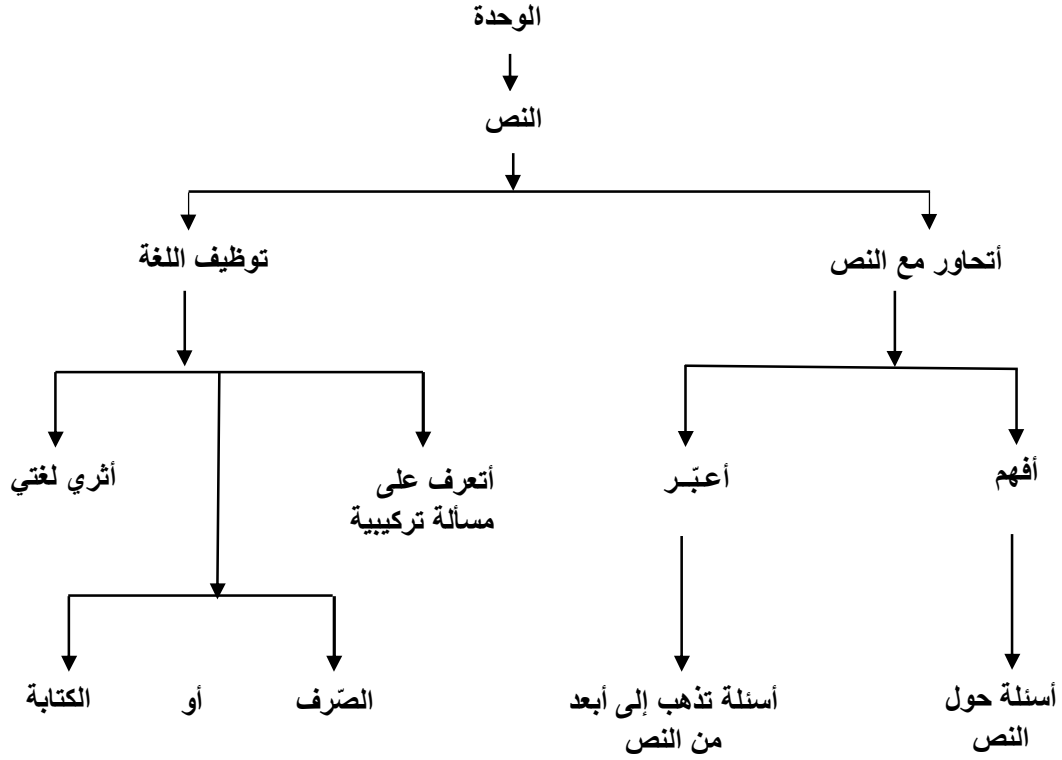 الوحدة
النص
أتحاور مع النص
توظيف اللغة
أفهم
أعبّـر
أتعرف على
مسألة تركيبية
أثري لغتي
أسئلة حول
النص
أسئلة تذهب إلى أبعد
من النص
الصّرف
أو
الكتابة